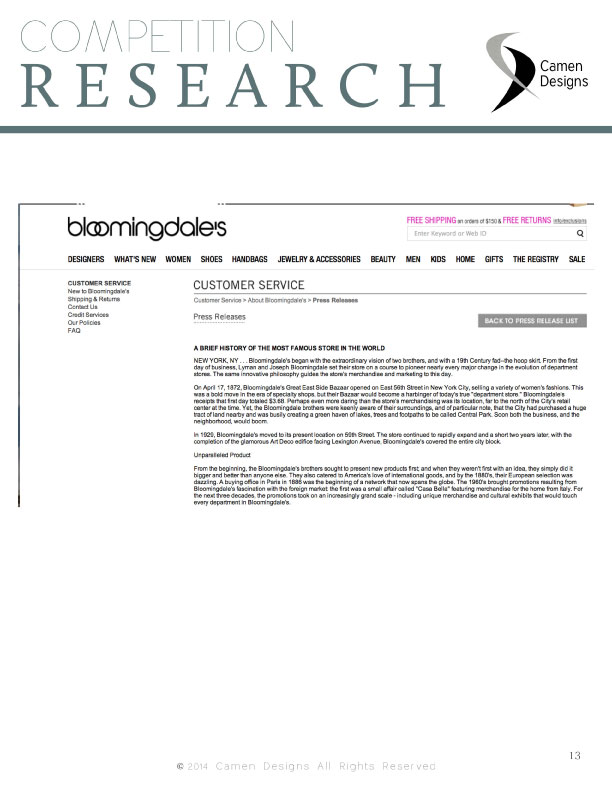 COMPETITION
RESEARCH
Camen
Designs
bloomingdale's
FREE SHIPPING on orders of $150 & FREE RETURNS info/exclusions
Enter Keyword or Web ID
DESIGNERS WHAT'S NEW WOMEN SHOES HANDBAGS JEWELRY & ACCESSORIES BEAUTY MEN KIDS HOME GIFTS THE REGISTRY SALE
CUSTOMER SERVICE
New to Bloomingdale's
Shipping & Returns
Contact Us
Credit Services
Our Policies
FAQ
CUSTOMER SERVICE
Customer Service > About Bloomingdale's > Press Releases
Press Releases
BACK TO PRESS RELEASE LIST
A BRIEF HISTORY OF THE MOST FAMOUS STORE IN THE WORLD
NEW YORK, NY . . . Bloomingdale's began with the extraordinary vision of two brothers, and with a 19th Century fad--the hoop skirt. From the first
day of business, Lyman and Joseph Bloomingdale set their store on a course to pioneer nearly every major change in the evolution of department
stores. The same innovative philosophy guides the store's merchandise and marketing to this day.
On April 17, 1872, Bloomingdale's Great East Side Bazaar opened on East 56th Street in New York City, selling a variety of women's fashions. This
was a bold move in the era of specialty shops, but their Bazaar would become a harbinger of today's true "department store." Bloomingdale's
receipts that first day totaled $3.68. Perhaps even more daring than the store's merchandising was its location, far to the north of the City's retail
center at the time. Yet, the Bloomingdale brothers were keenly aware of their surroundings, and of particular note, that the City had purchased a huge
tract of land nearby and was busily creating a green haven of lakes, trees and footpaths to be called Central Park. Soon both the business, and the
neighborhood, would boom.
In 1929, Bloomingdale's moved to its present location on 59th Street. The store continued to rapidly expand and a short two years later, with the
completion of the glamorous Art Deco edifice facing Lexington Avenue, Bloomingdale's covered the entire city block.
Unparalleled Product
From the beginning, the Bloomingdale's brothers sought to present new products first; and when they weren't first with an idea, they simply did it
bigger and better than anyone else. They also catered to America's love of international goods, and by the 1880's, their European selection was
dazzling. A buying office in Paris in 1886 was the beginning of a network that now spans the globe. The 1960's brought promotions resulting from
Bloomingdale's fascination with the foreign market: the first was a small affair called "Casa Bella" featuring merchandise for the home from Italy. For
the next three decades, the promotions took on an increasingly grand scale - including unique merchandise and cultural exhibits that would touch
every department in Bloomingdale's.
13
© 2014 Camen Designs All Rights Reserved